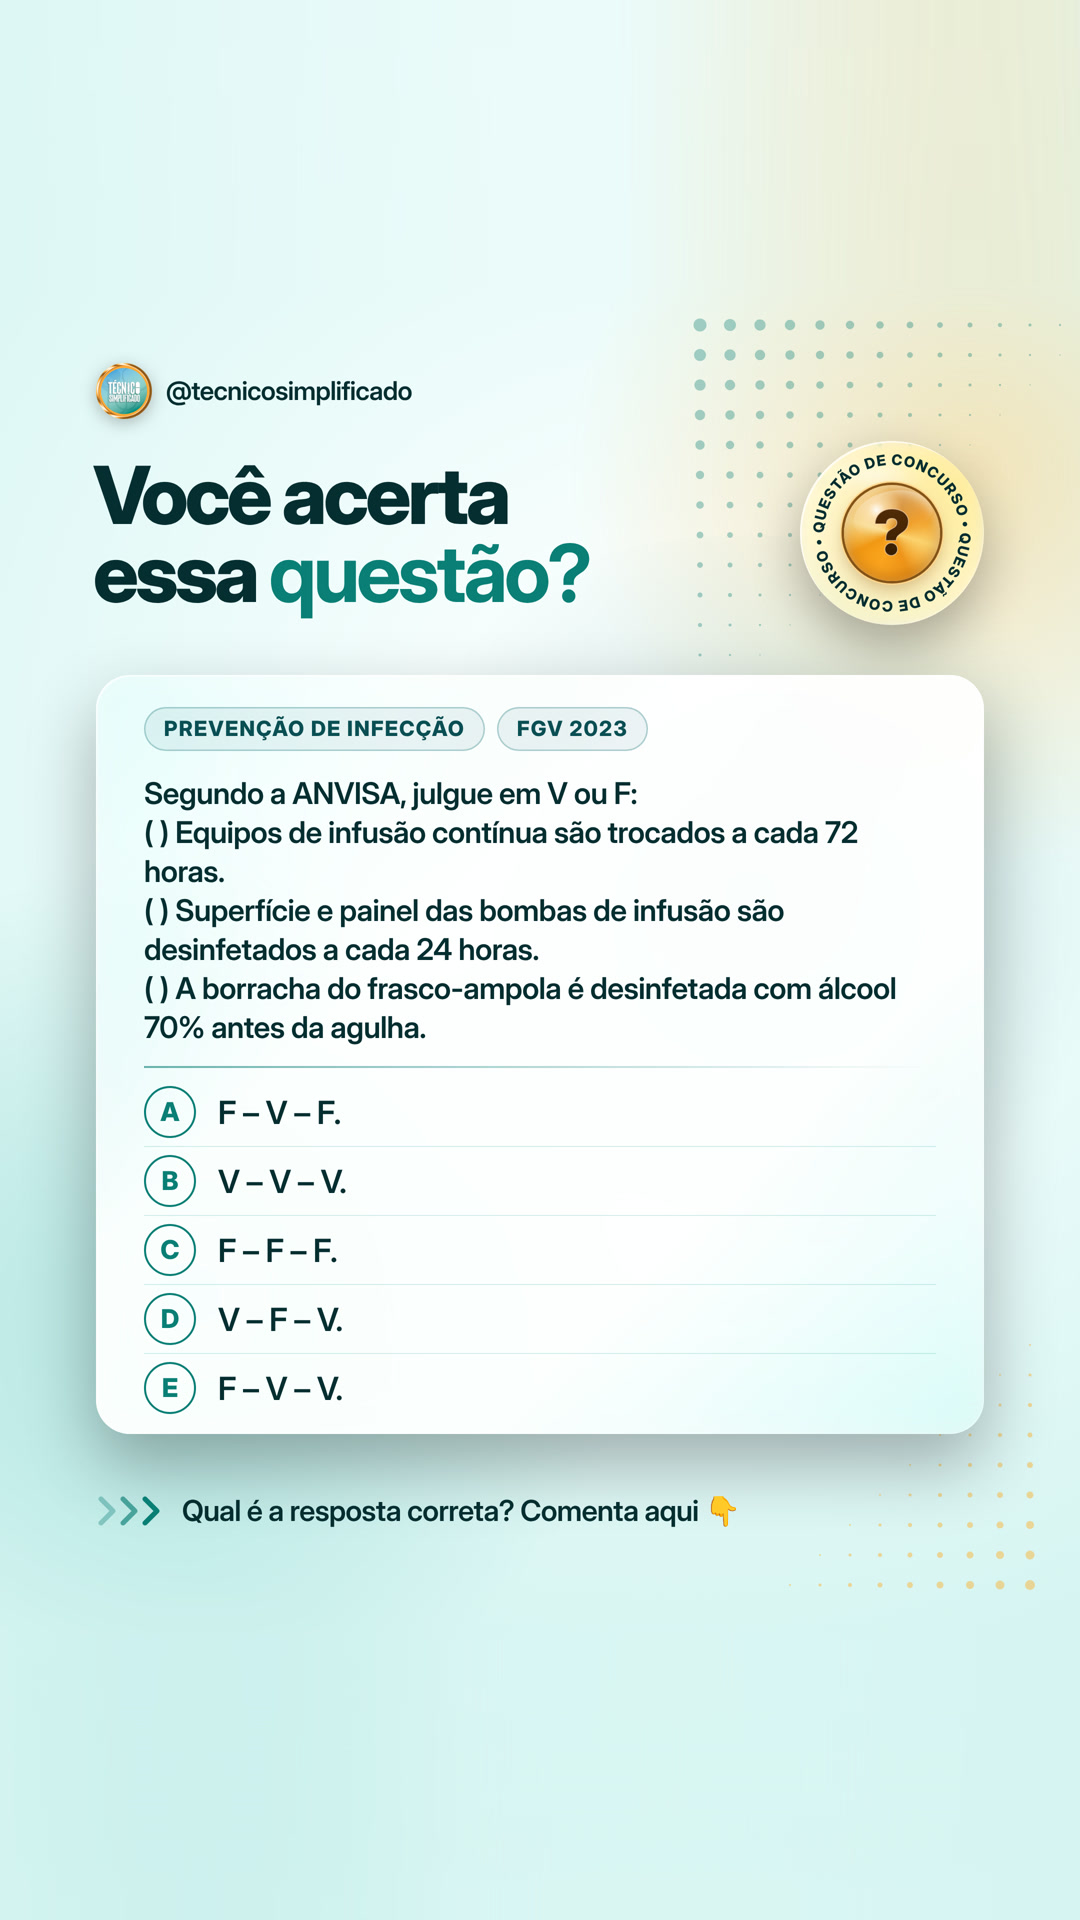 TÉCNICO
SIMPLIFICADO
@tecnicosimplificado
Você acerta
essa questão?
QUESTÃO DE CONCURSO • QUESTÃO DE CONCURSO •
?
PREVENÇÃO DE INFECÇÃO
FGV 2023
Segundo a ANVISA, julgue em V ou F:
( ) Equipos de infusão contínua são trocados a cada 72
horas.
( ) Superfície e painel das bombas de infusão são
desinfetados a cada 24 horas.
( ) A borracha do frasco-ampola é desinfetada com álcool
70% antes da agulha.
A F – V – F.
B V – V – V.
C F – F – F.
D V – F – V.
E F – V – V.
Qual é a resposta correta? Comenta aqui 👇